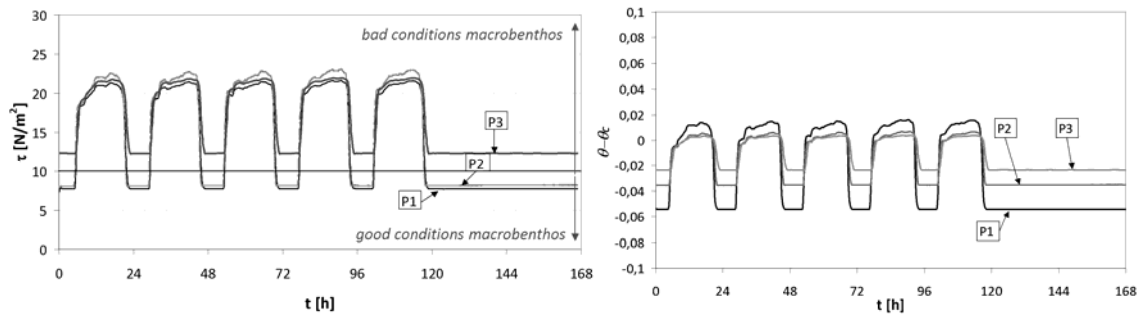 30
25
20
15
10
5
0
τ [N/m²]
bad conditions macrobenthos
P3
P2
P1
good conditions macrobenthos
0 24 48 72 96 120 144 168
t [h]
0,1
0,08
0,06
0,04
0,02
0
-0,02
-0,04
-0,06
-0,08
-0,1
θ-θc
P2
P3
P1
0 24 48 72 96 120 144 168
t [h]